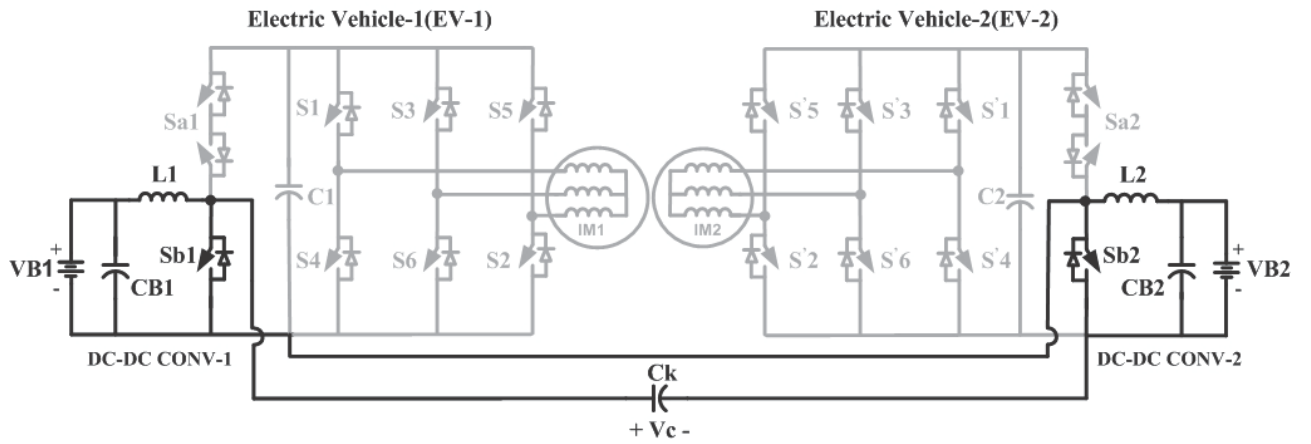 Electric Vehicle-1(EV-1)
Electric Vehicle-2(EV-2)
Sa1
S1
S3
S5
S'5
S'3
S'1
Sa2
L1
C1
IM1
IM2
C2
L2
+
VB1
-
CB1
Sb1
S4
S6
S2
S'2
S'6
S'4
Sb2
CB2
+
VB2
-
DC-DC CONV-1
DC-DC CONV-2
Ck
+ Vc -